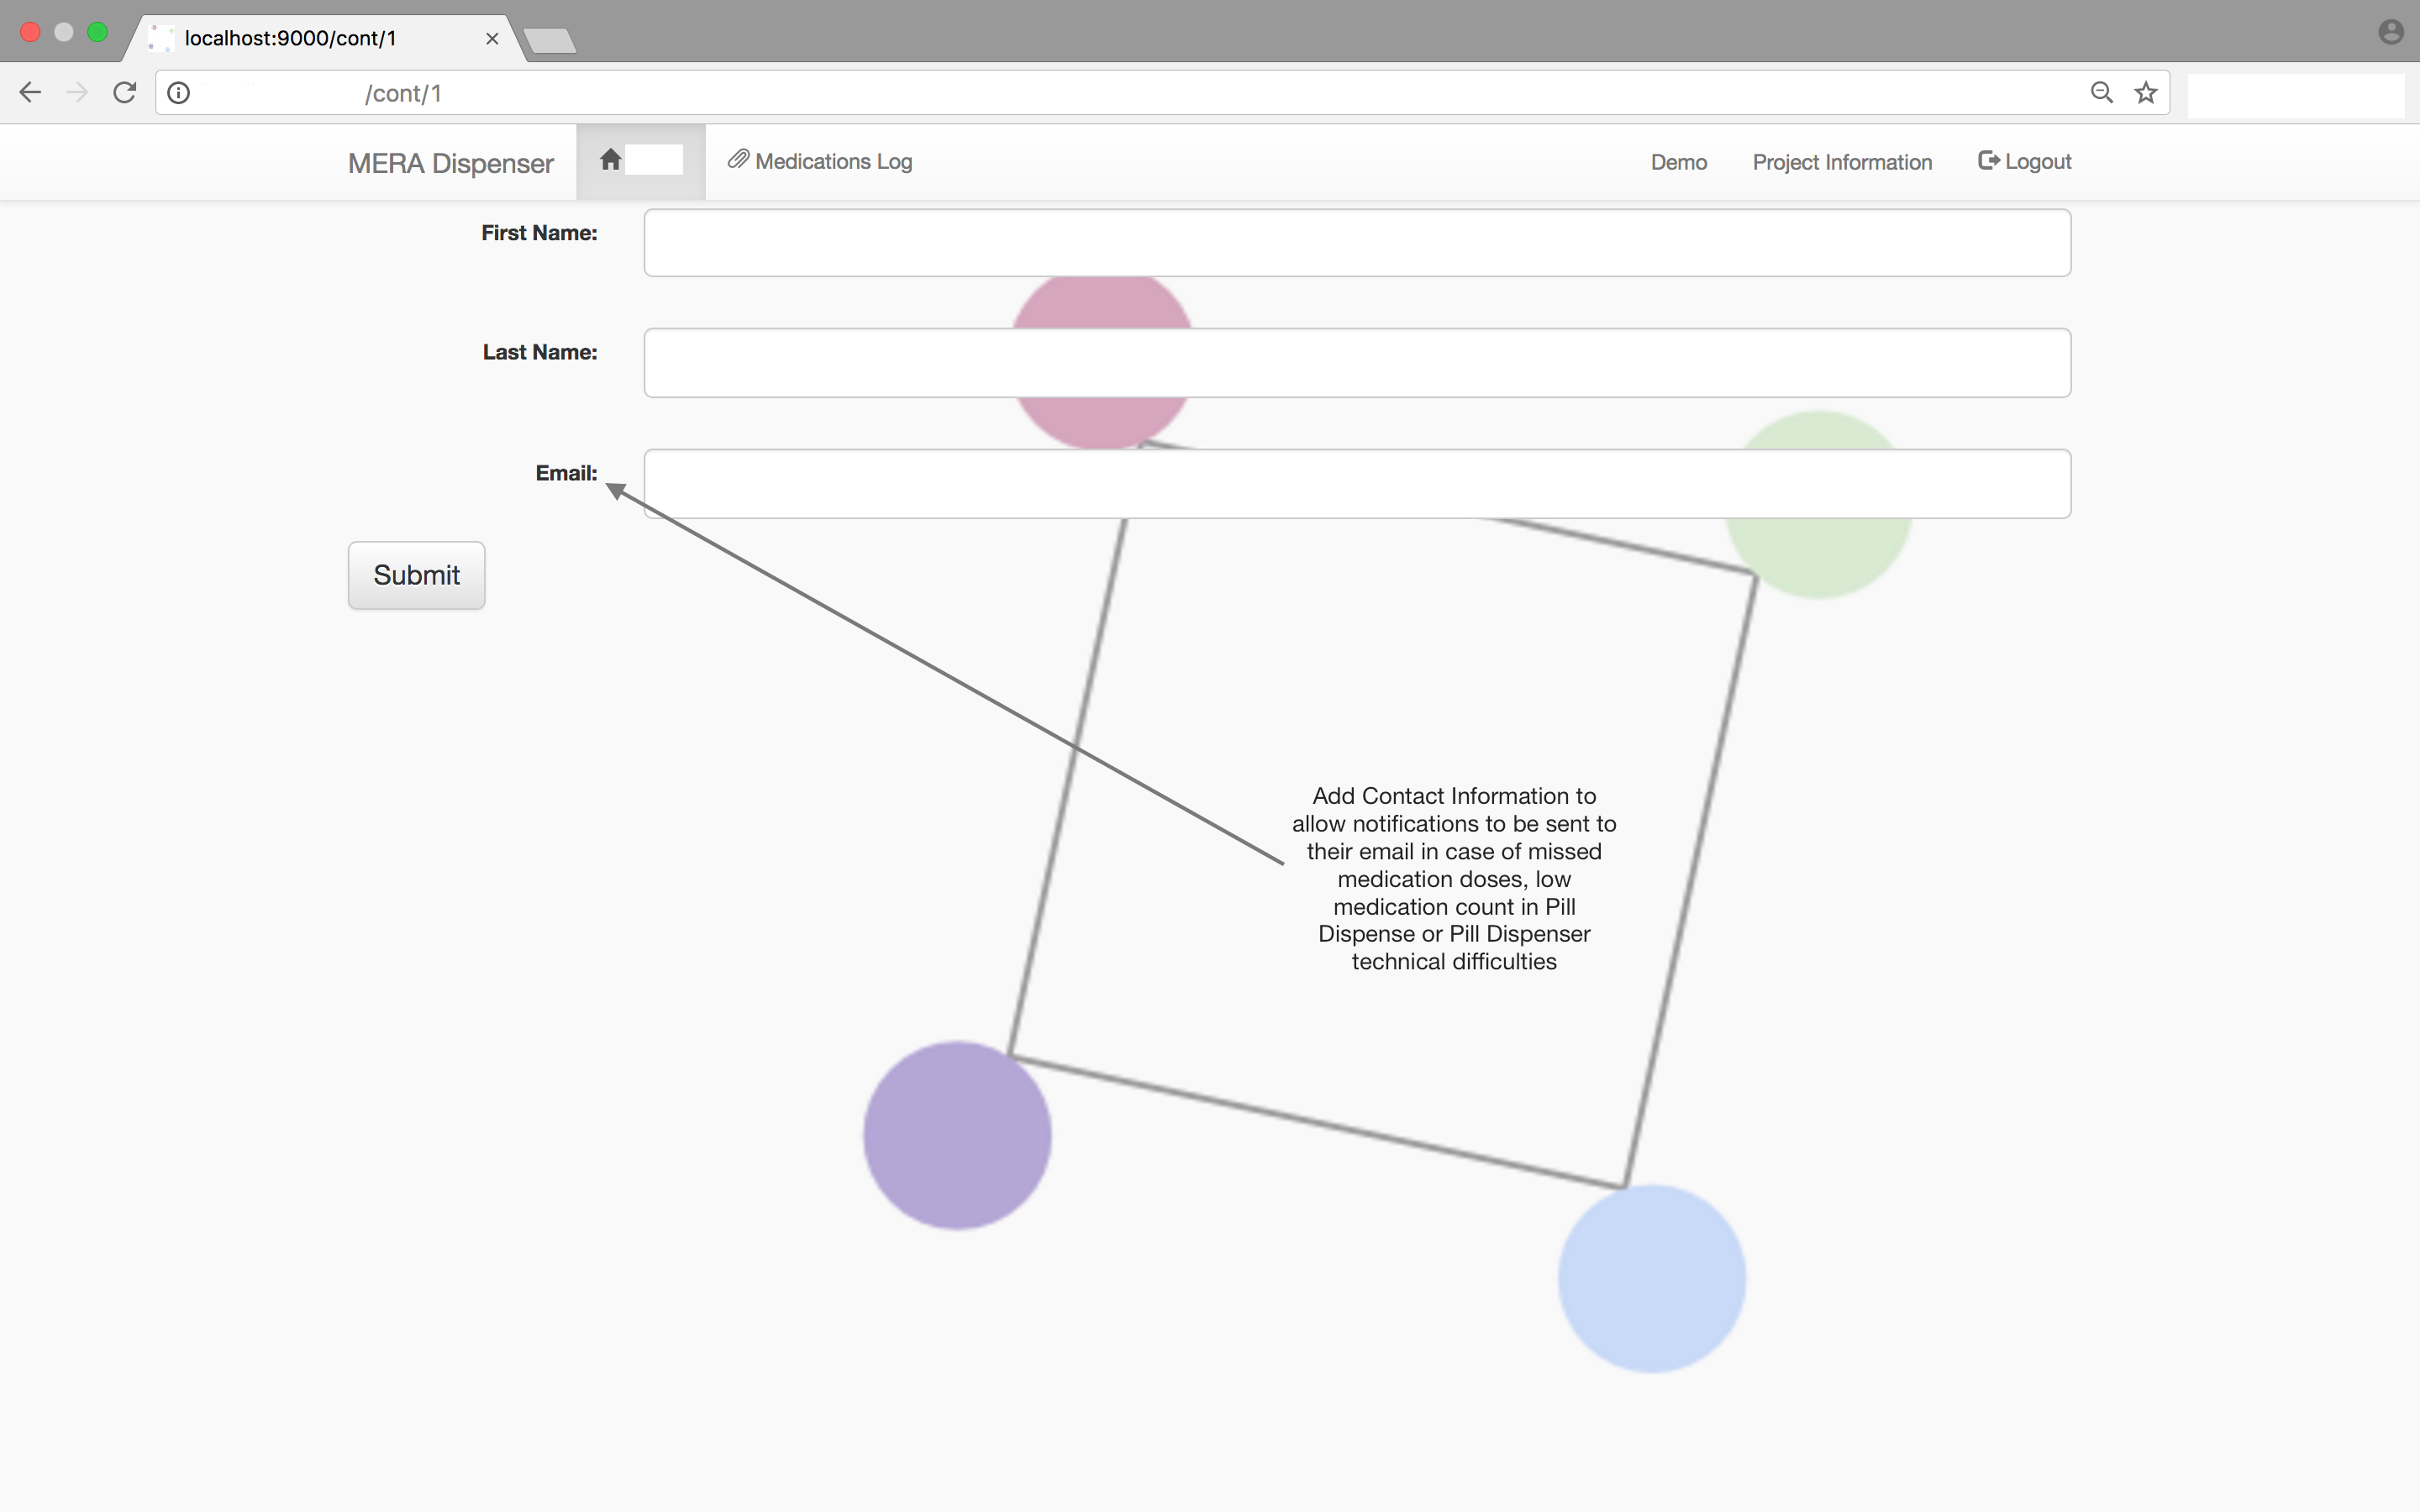 localhost:9000/cont/1
/cont/1
MERA Dispenser Medications Log Demo Project Information Logout
First Name:
Last Name:
Email:
Submit
Add Contact Information to
allow notifications to be sent to
their email in case of missed
medication doses, low
medication count in Pill
Dispense or Pill Dispenser
technical difficulties